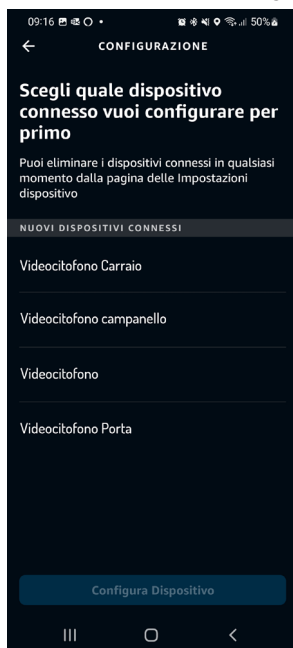 09:16 50%
CONFIGURAZIONE
Scegli quale dispositivo
connesso vuoi configurare per
primo
Puoi eliminare i dispositivi connessi in qualsiasi
momento dalla pagina delle Impostazioni
dispositivo
NUOVI DISPOSITIVI CONNESSI
Videocitofono Carraio
Videocitofono campanello
Videocitofono
Videocitofono Porta
Configura Dispositivo